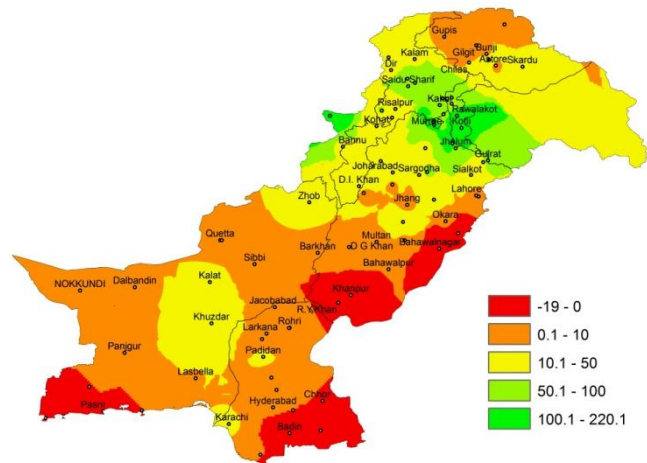 Gupis
Kalam
Gilgit
Bunji
Dir
Chilas
Astore
Skardu
Saidu Sharif
Risalpur
Kakul
Rawalakot
Kohat
Murree
Kotli
Bannu
Jhelum
Gujrat
Joharabad
Sargodha
Sialkot
D.I. Khan
Zhob
Jhang
Lahore
Okara
Quetta
Multan
Sibbi
Barkhan
D G Khan
Bahawalnagar
Bahawalpur
NOKKUNDI
Dalbandin
Kalat
Khanpur
Jacobabad
R.Y.Khan
Khuzdar
Larkana
Rohri
Panjgur
Padidan
Lasbella
Pasni
Hyderabad
Chhor
Karachi
Badin
-19 - 0
0.1 - 10
10.1 - 50
50.1 - 100
100.1 - 220.1